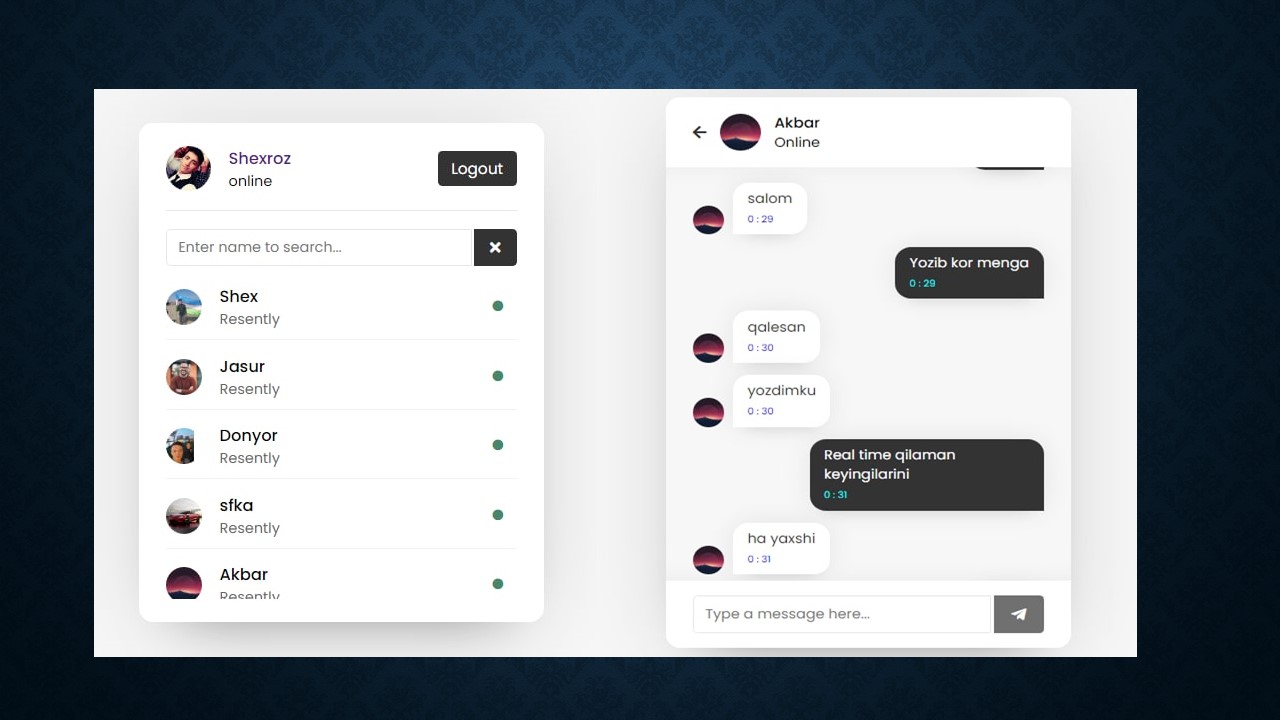 Shexroz
online
Logout
Enter name to search...
Shex
Resently
Jasur
Resently
Donyor
Resently
sfka
Resently
Akbar
Resently
Akbar
Online
salom
0 : 29
Yozib kor menga
0 : 29
qalesan
0 : 30
yozdimku
0 : 30
Real time qilaman
keyingilarini
0 : 31
ha yaxshi
0 : 31
Type a message here...